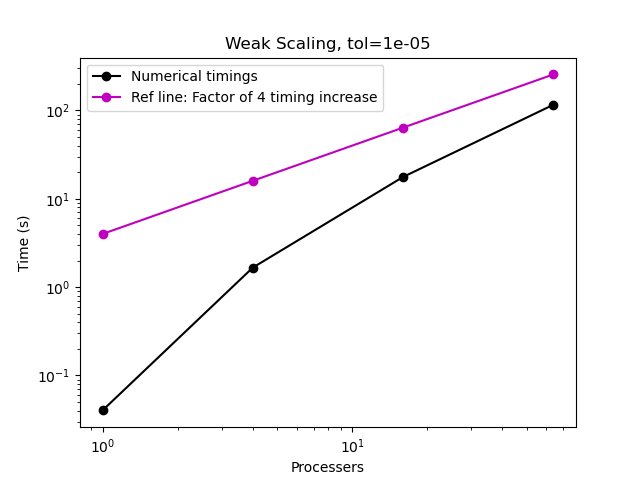 Weak Scaling, tol=1e-05
Numerical timings
Ref line: Factor of 4 timing increase
10²
10¹
10⁰
10⁻¹
Time (s)
10⁰ 10¹
Processers